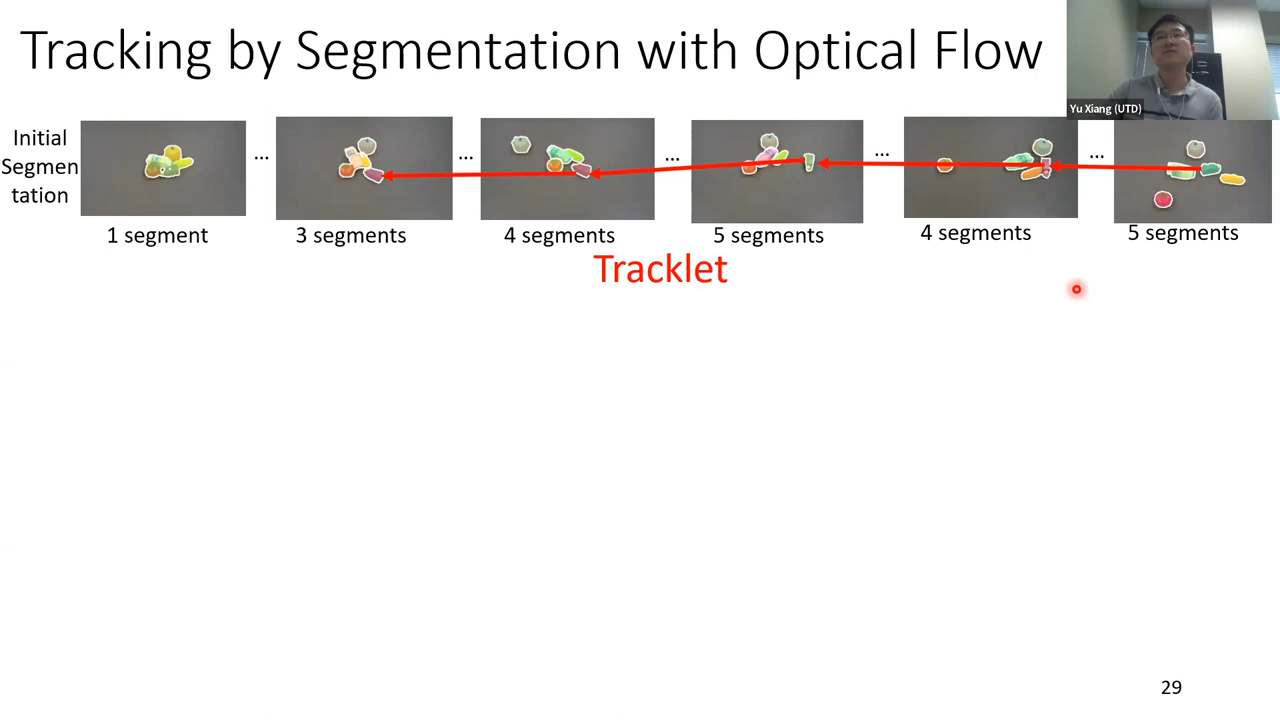 Tracking by Segmentation with Optical Flow
Yu Xiang (UTD)
Initial
Segmen
tation
...
...
...
...
...
1 segment
3 segments
4 segments
5 segments
4 segments
5 segments
Tracklet
29